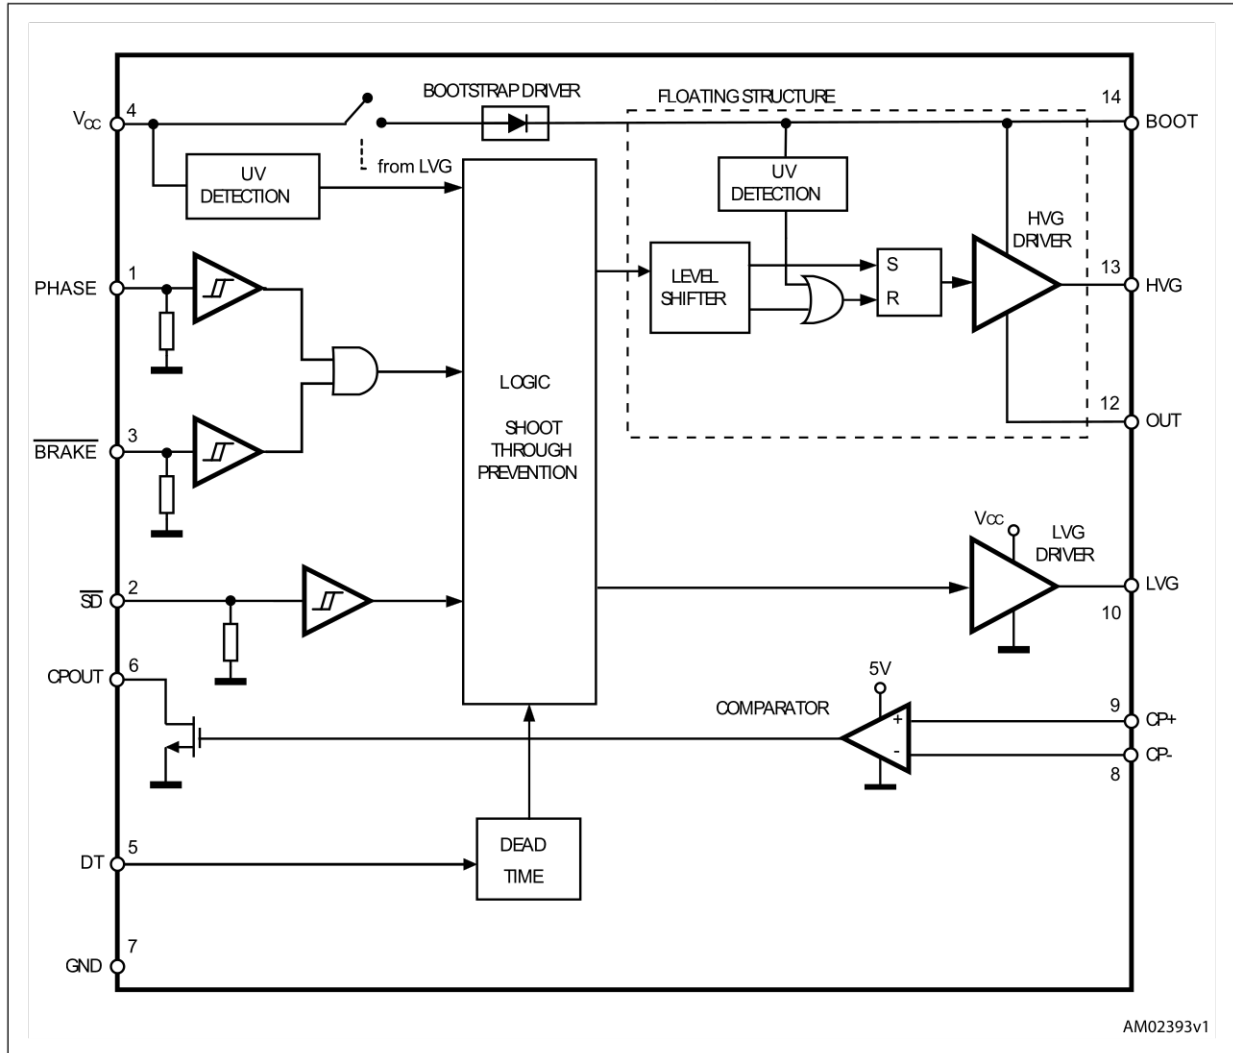 BOOTSTRAP DRIVER
FLOATING STRUCTURE
14
4
VCC
BOOT
from LVG
UV
DETECTION
UV
DETECTION
HVG
DRIVER
1
PHASE
LEVEL
SHIFTER
S
R
13
HVG
LOGIC
SHOOT
THROUGH
PREVENTION
12
OUT
3
BRAKE
VCC
LVG
DRIVER
2
SD
LVG
10
6
CPOUT
5V
COMPARATOR
+
-
9
CP+
CP-
8
5
DT
DEAD
TIME
7
GND
AM02393v1